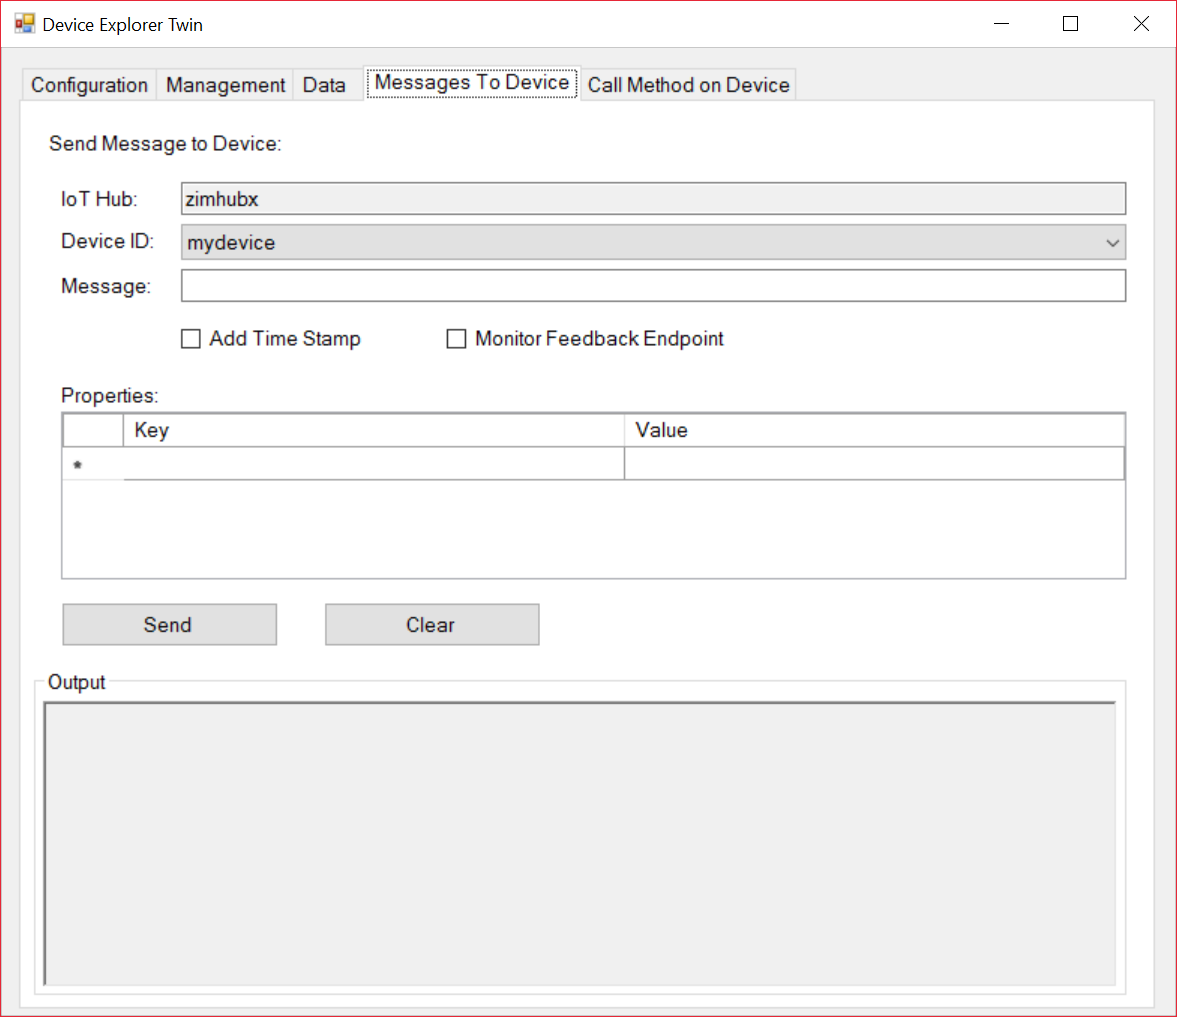 Device Explorer Twin
Configuration Management Data Messages To Device Call Method on Device
Send Message to Device:
IoT Hub: zimhubx
Device ID: mydevice
Message:
Add Time Stamp Monitor Feedback Endpoint
Properties:
Key Value
*
Send Clear
Output